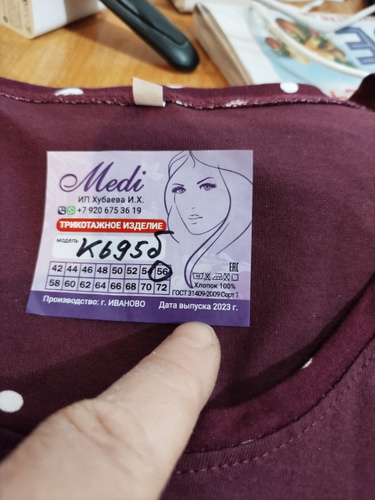 Medi
ИП Хубаева И.Х.
+7 920 675 36 19
ТРИКОТАЖНОЕ ИЗДЕЛИЕ
МОДЕЛЬ К695б
42 44 46 48 50 52 54 56
58 60 62 64 66 68 70 72
EAC
Хлопок 100%
ГОСТ 31409-2009 Сорт 1
Производство: г. ИВАНОВО Дата выпуска 2023 г.